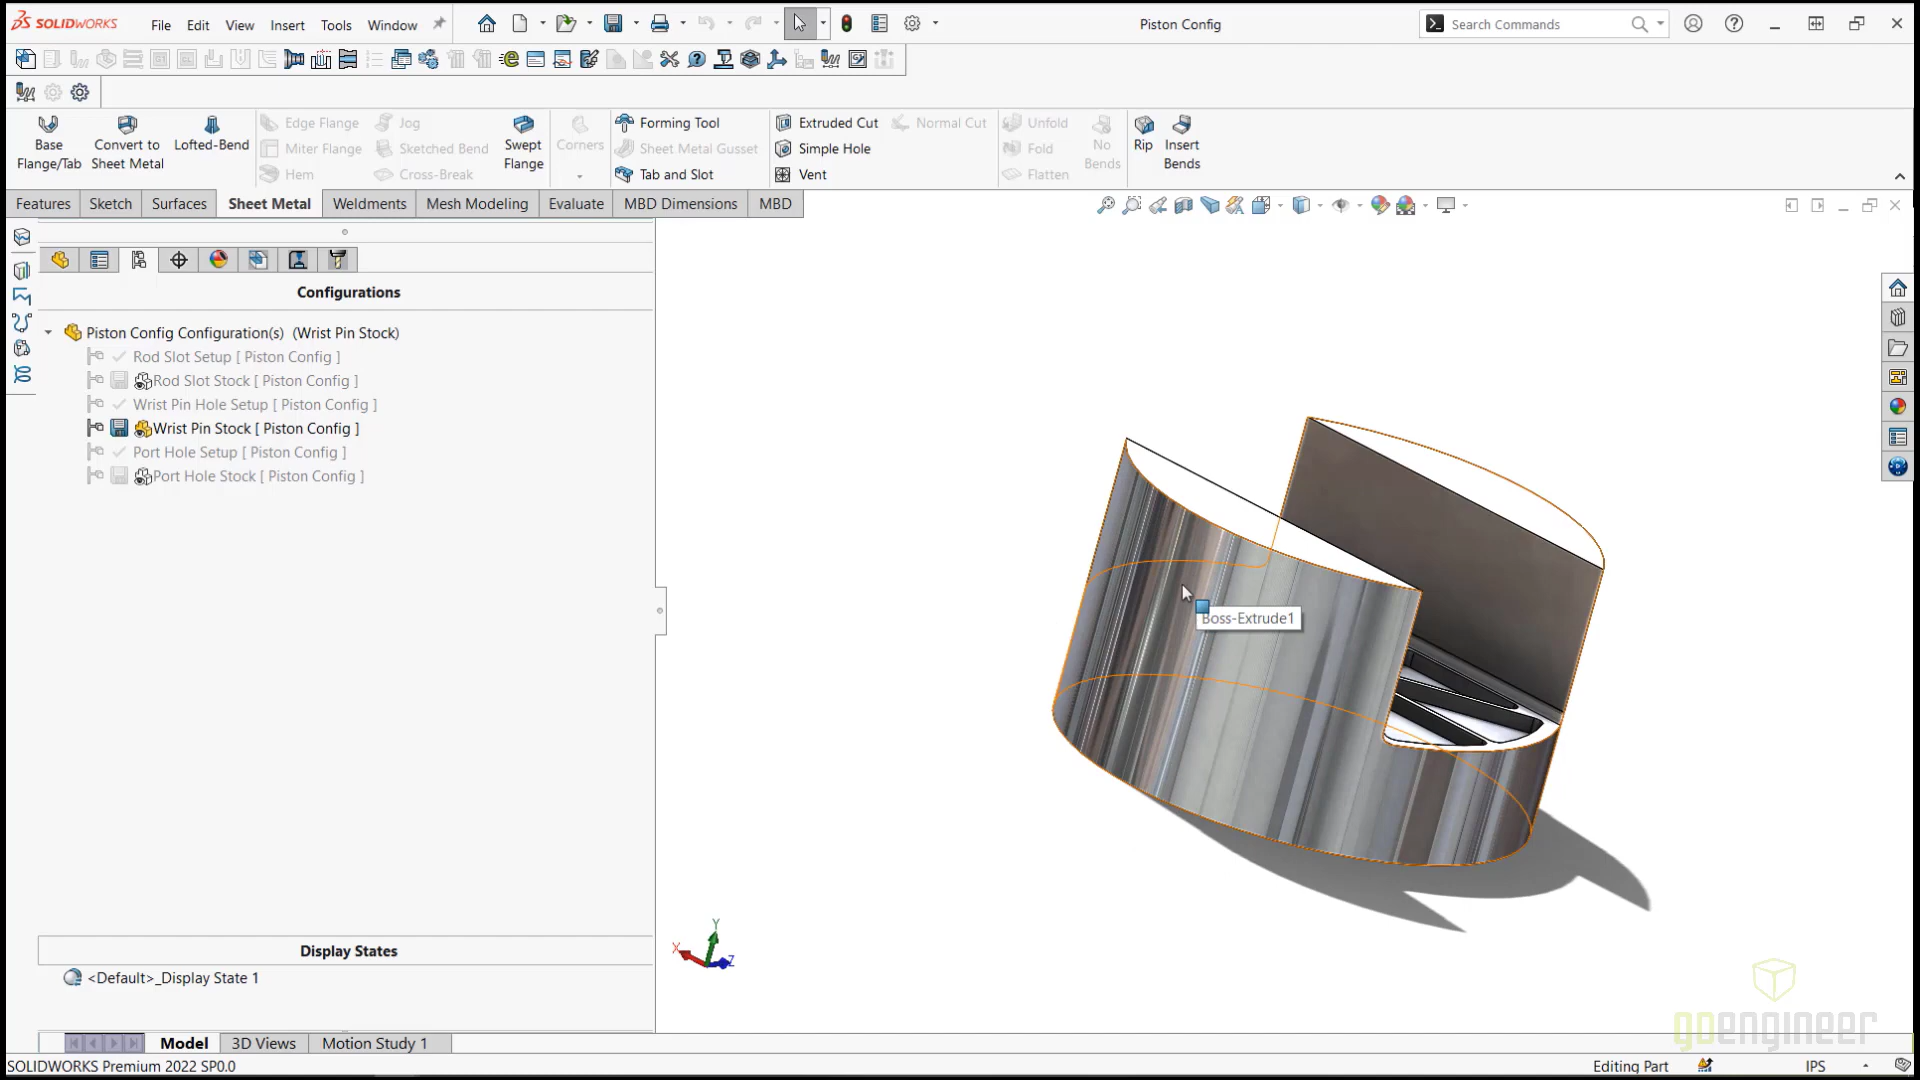 SOLIDWORKS
File Edit View Insert Tools Window
Piston Config
Search Commands
Base Flange/Tab
Convert to Sheet Metal
Lofted-Bend
Edge Flange
Miter Flange
Hem
Jog
Sketched Bend
Cross-Break
Swept Flange
Corners
Forming Tool
Sheet Metal Gusset
Tab and Slot
Extruded Cut
Simple Hole
Vent
Normal Cut
Unfold
Fold
Flatten
No Bends
Rip
Insert Bends
Features Sketch Surfaces Sheet Metal Weldments Mesh Modeling Evaluate MBD Dimensions MBD
Configurations
Piston Config Configuration(s) (Wrist Pin Stock)
Rod Slot Setup [ Piston Config ]
Rod Slot Stock [ Piston Config ]
Wrist Pin Hole Setup [ Piston Config ]
Wrist Pin Stock [ Piston Config ]
Port Hole Setup [ Piston Config ]
Port Hole Stock [ Piston Config ]
Boss-Extrude1
Y
X
Z
Display States
<Default>_Display State 1
Model 3D Views Motion Study 1
goengineer
SOLIDWORKS Premium 2022 SP0.0
Editing Part
IPS